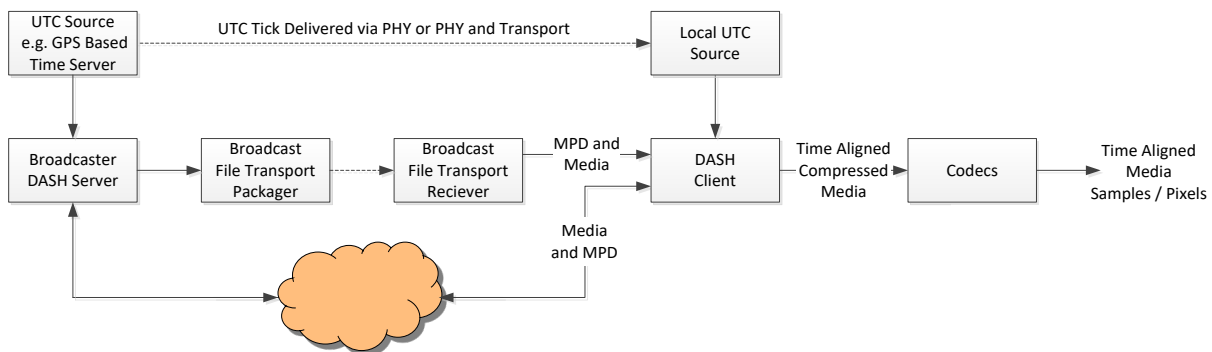 UTC Source
e.g. GPS Based
Time Server
UTC Tick Delivered via PHY or PHY and Transport
Local UTC
Source
Broadcaster
DASH Server
Broadcast
File Transport
Packager
Broadcast
File Transport
Reciever
MPD and
Media
DASH
Client
Time Aligned
Compressed
Media
Codecs
Time Aligned
Media
Samples / Pixels
Media
and MPD